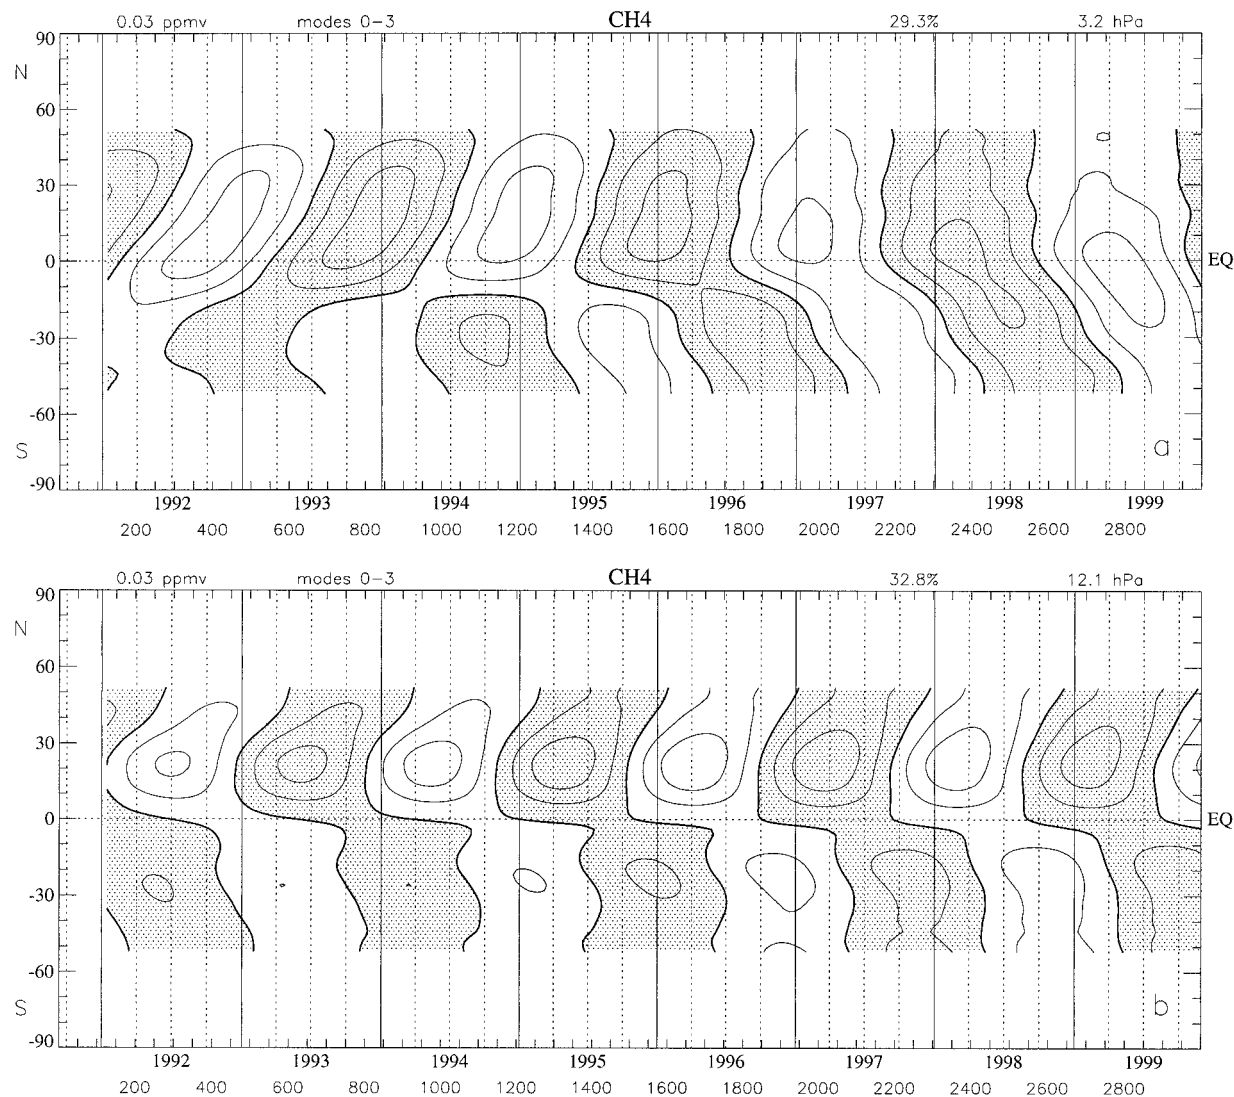 0.03 ppmv modes 0-3 CH4 29.3% 3.2 hPa
90
N
60
30
0 EQ
-30
-60
S a
-90
1992 1993 1994 1995 1996 1997 1998 1999
200 400 600 800 1000 1200 1400 1600 1800 2000 2200 2400 2600 2800
0.03 ppmv modes 0-3 CH4 32.8% 12.1 hPa
90
N
60
30
0 EQ
-30
-60
S b
-90
1992 1993 1994 1995 1996 1997 1998 1999
200 400 600 800 1000 1200 1400 1600 1800 2000 2200 2400 2600 2800